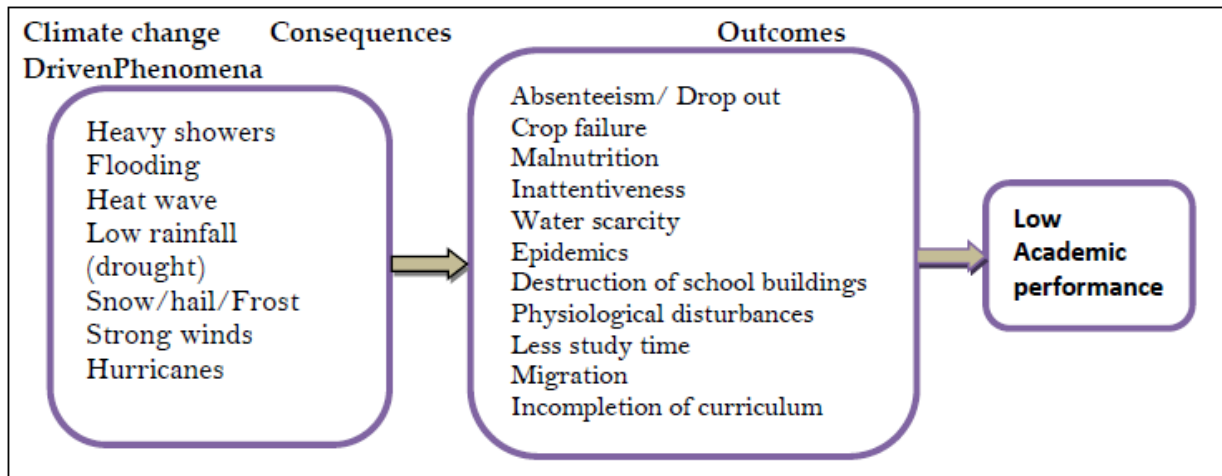 Climate change Consequences Outcomes
DrivenPhenomena
Heavy showers
Flooding
Heat wave
Low rainfall
(drought)
Snow/hail/Frost
Strong winds
Hurricanes
Absenteeism/ Drop out
Crop failure
Malnutrition
Inattentiveness
Water scarcity
Epidemics
Destruction of school buildings
Physiological disturbances
Less study time
Migration
Incompletion of curriculum
Low
Academic
performance